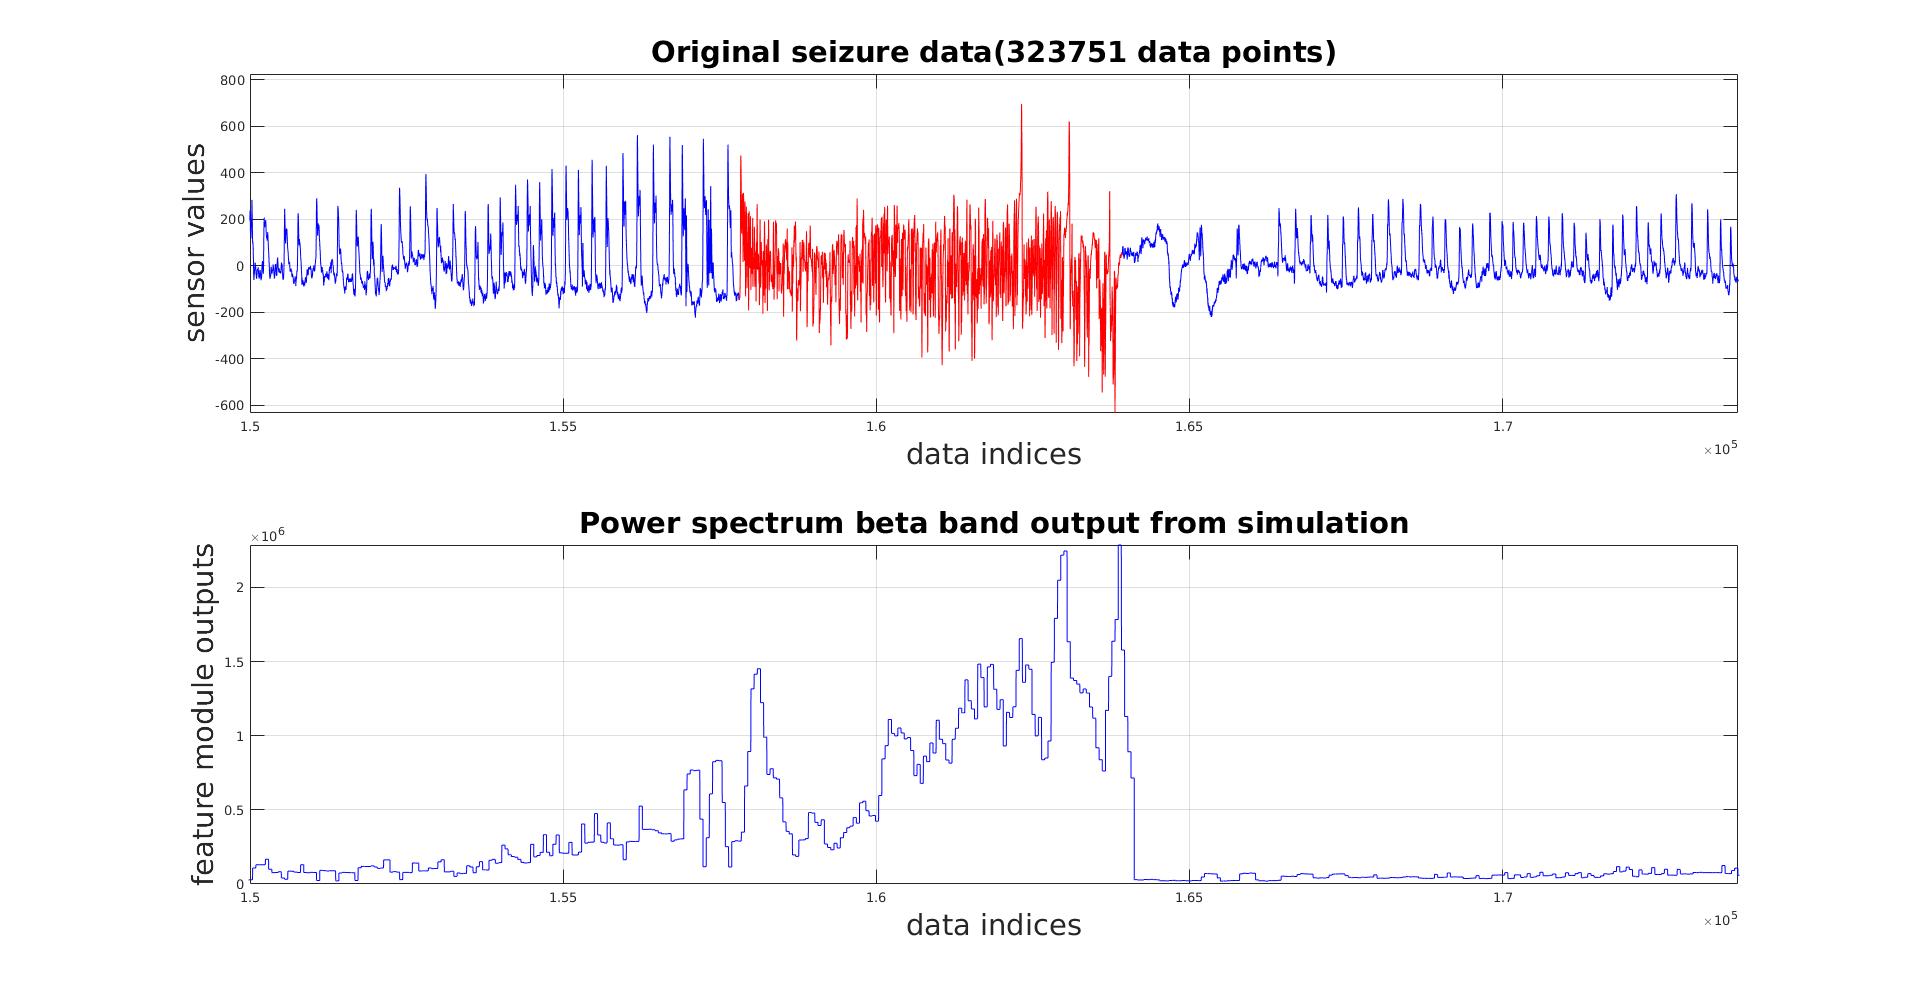 Original seizure data(323751 data points)
800
600
400
200
0
-200
-400
-600
sensor values
1.5 1.55 1.6 1.65 1.7
×10^5
data indices
Power spectrum beta band output from simulation
×10^6
2
1.5
1
0.5
0
feature module outputs
1.5 1.55 1.6 1.65 1.7
×10^5
data indices